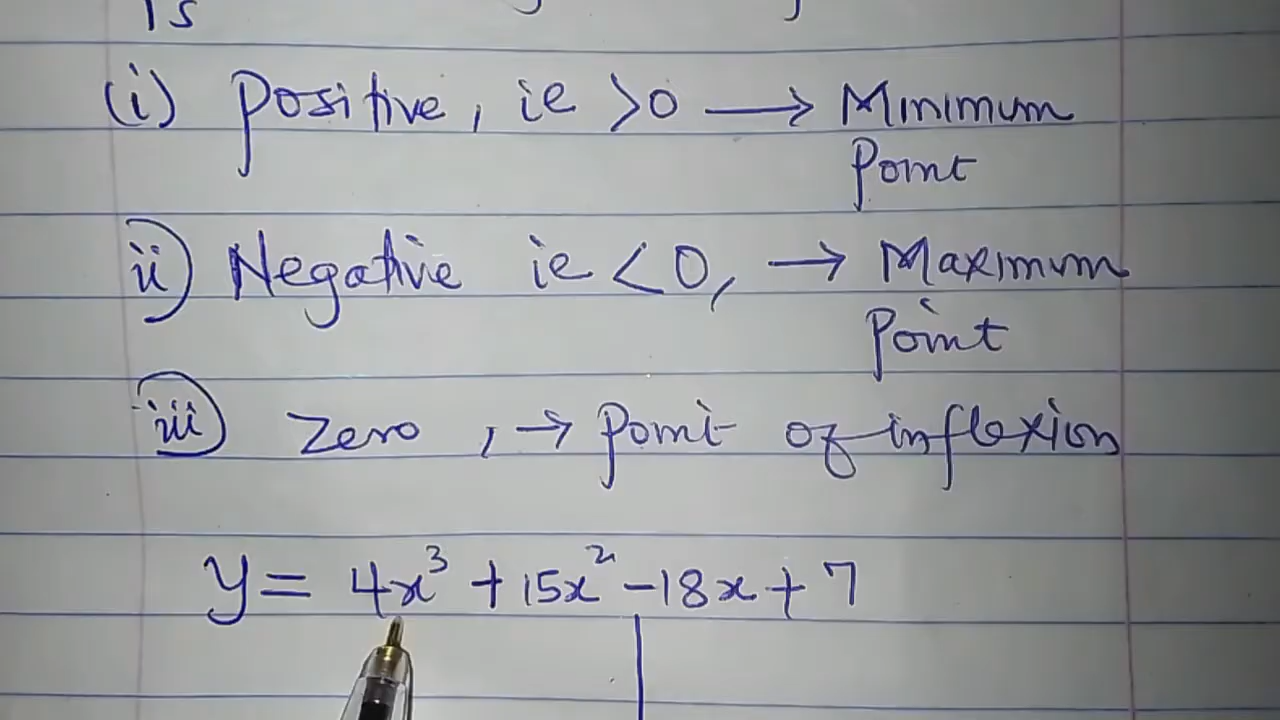 is
(i) Positive, ie >0 → Minimum
Point
ii) Negative ie <0, → Maximum
Point
iii) Zero, → Point of inflexion
y = 4x³ + 15x² - 18x + 7